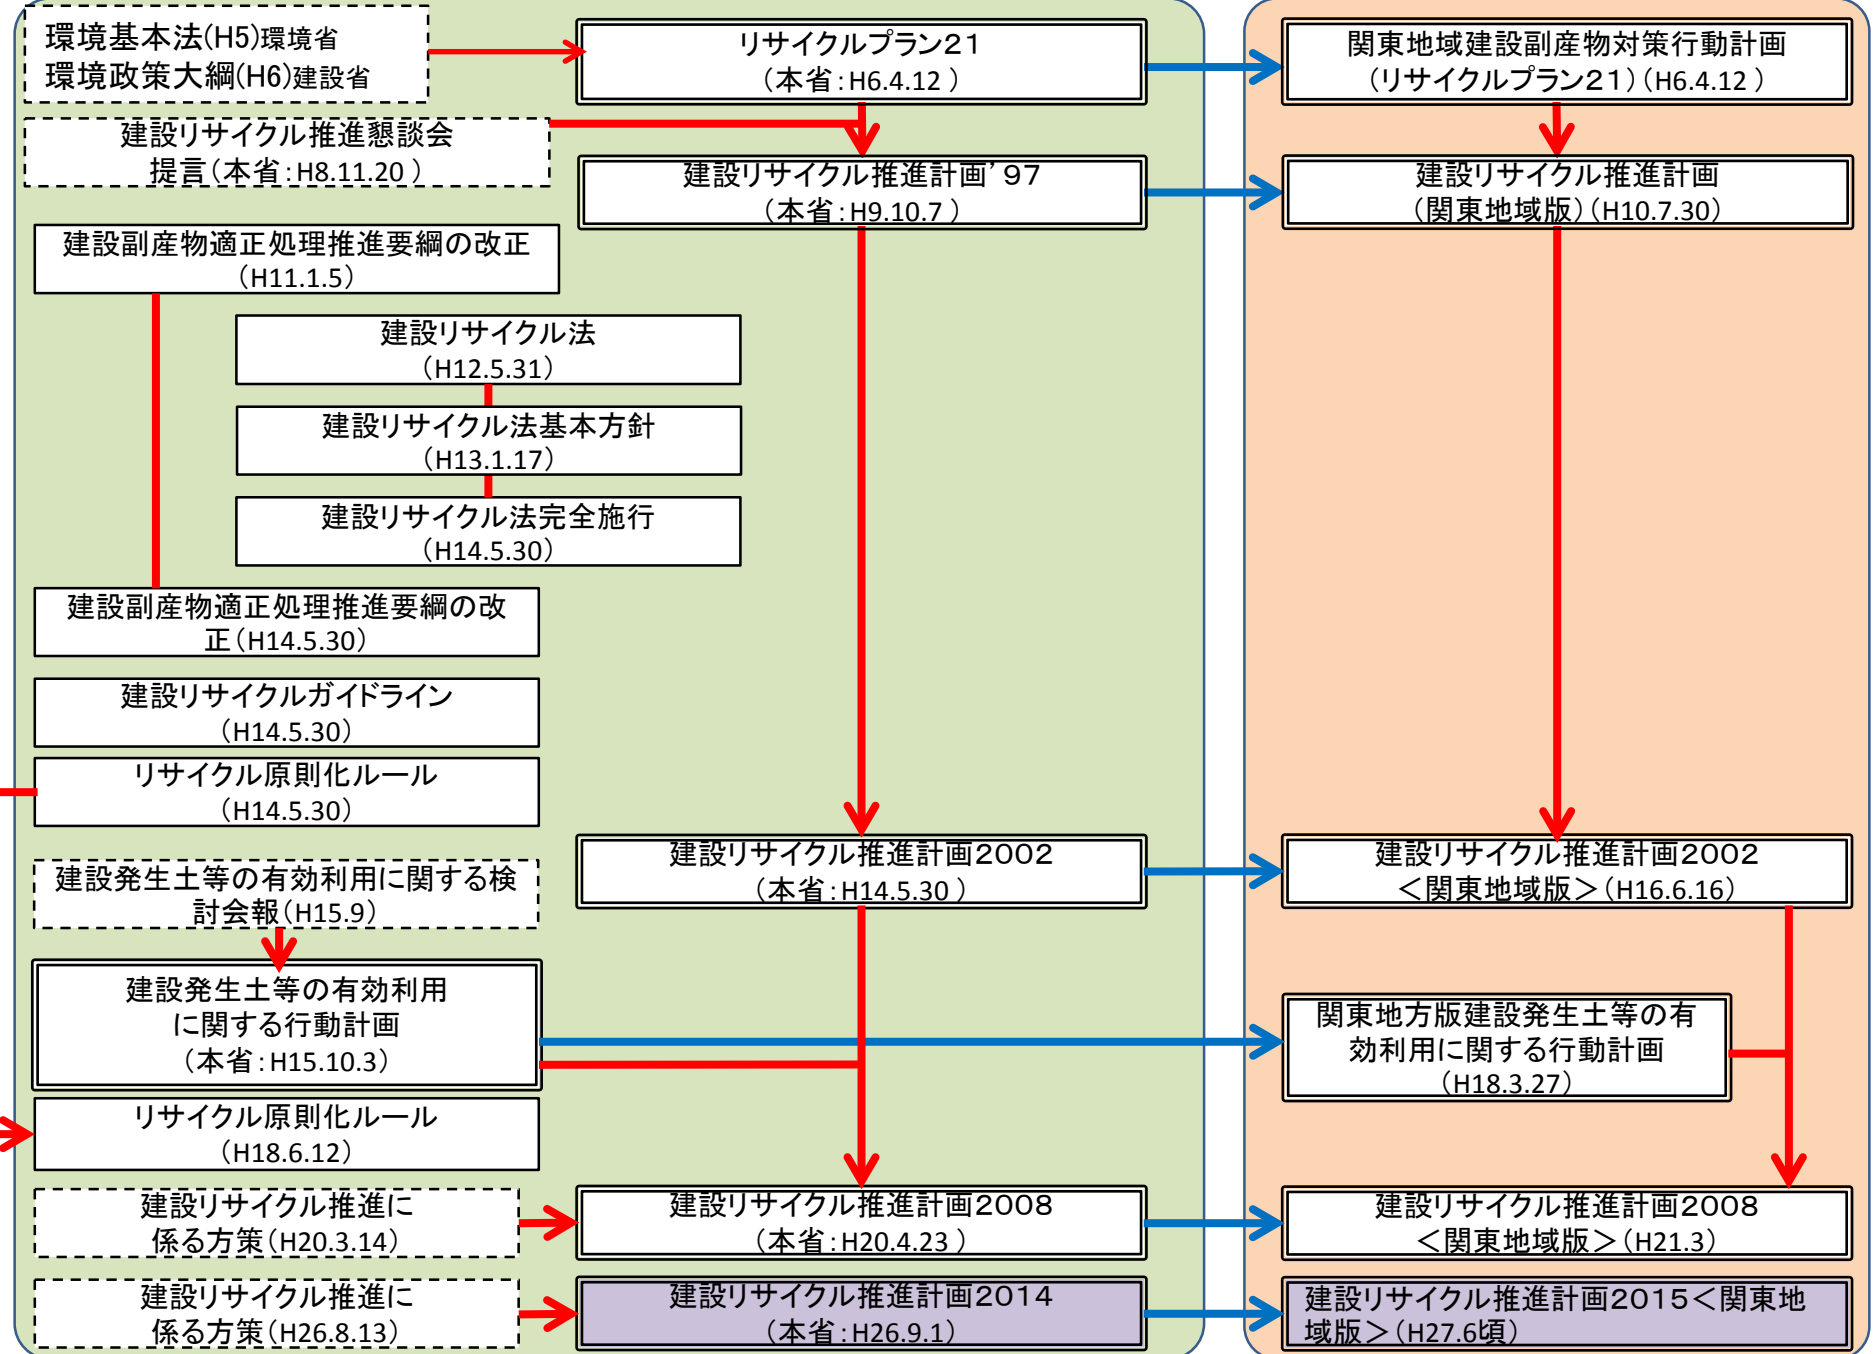 環境基本法(H5)環境省
環境政策大綱(H6)建設省
リサイクルプラン21
(本省:H6.4.12 )
関東地域建設副産物対策行動計画
(リサイクルプラン21)(H6.4.12 )
建設リサイクル推進懇談会
提言(本省:H8.11.20 )
建設リサイクル推進計画’97
(本省:H9.10.7 )
建設リサイクル推進計画
(関東地域版)(H10.7.30)
建設副産物適正処理推進要綱の改正
(H11.1.5)
建設リサイクル法
(H12.5.31)
建設リサイクル法基本方針
(H13.1.17)
建設リサイクル法完全施行
(H14.5.30)
建設副産物適正処理推進要綱の改
正(H14.5.30)
建設リサイクルガイドライン
(H14.5.30)
リサイクル原則化ルール
(H14.5.30)
建設リサイクル推進計画2002
(本省:H14.5.30 )
建設リサイクル推進計画2002
<関東地域版>(H16.6.16)
建設発生土等の有効利用に関する検
討会報(H15.9)
建設発生土等の有効利用
に関する行動計画
(本省:H15.10.3)
関東地方版建設発生土等の有
効利用に関する行動計画
(H18.3.27)
リサイクル原則化ルール
(H18.6.12)
建設リサイクル推進に
係る方策(H20.3.14)
建設リサイクル推進計画2008
(本省:H20.4.23 )
建設リサイクル推進計画2008
<関東地域版>(H21.3)
建設リサイクル推進に
係る方策(H26.8.13)
建設リサイクル推進計画2014
(本省:H26.9.1)
建設リサイクル推進計画2015<関東地
域版>(H27.6頃)